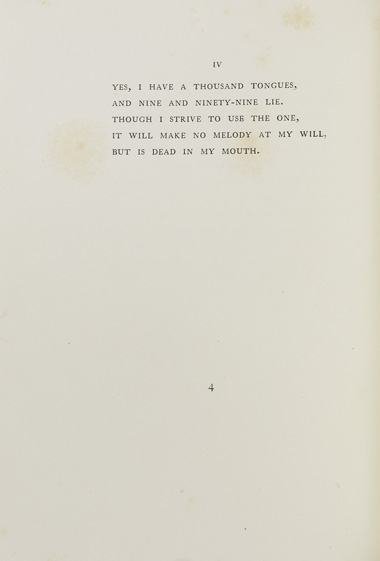 IV
YES, I HAVE A THOUSAND TONGUES,
AND NINE AND NINETY-NINE LIE.
THOUGH I STRIVE TO USE THE ONE,
IT WILL MAKE NO MELODY AT MY WILL,
BUT IS DEAD IN MY MOUTH.
4